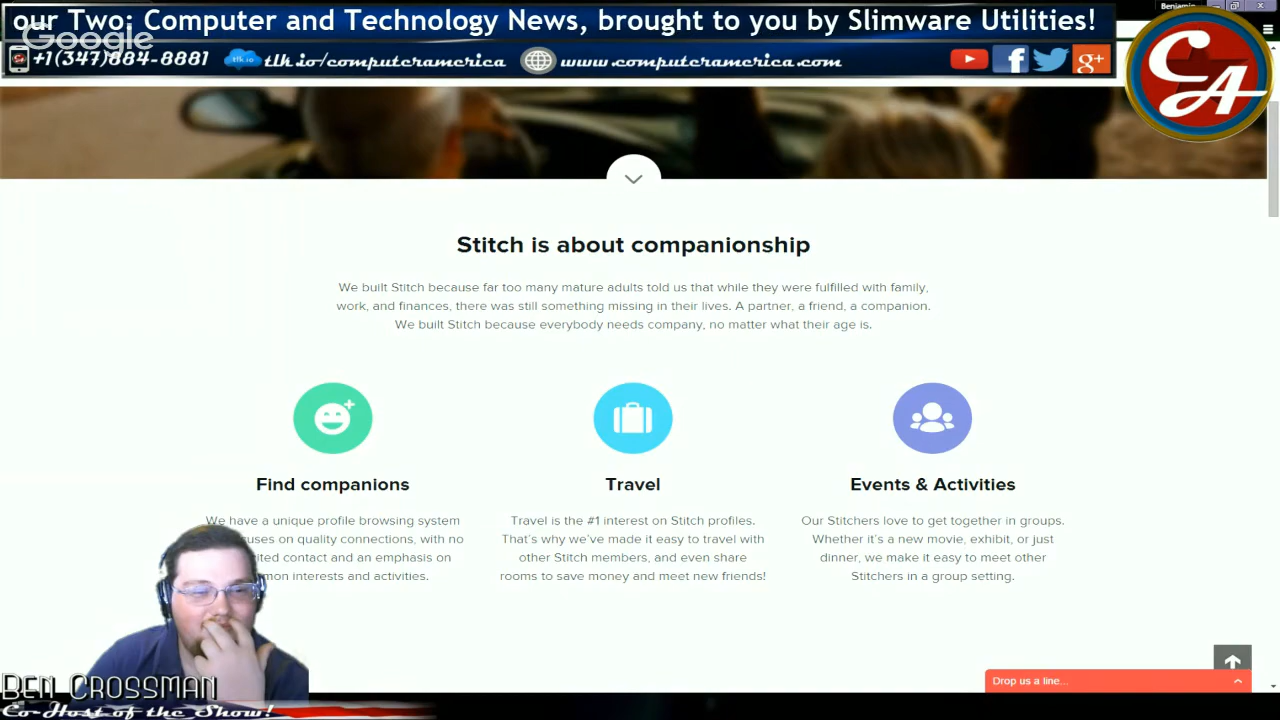 Benjamin
our Two: Computer and Technology News, brought to you by Slimware Utilities!
Google
+1(347)884-8881 tlk.io tlk.io/computeramerica www.computeramerica.com f g+
CA
Stitch is about companionship
We built Stitch because far too many mature adults told us that while they were fulfilled with family,
work, and finances, there was still something missing in their lives. A partner, a friend, a companion.
We built Stitch because everybody needs company, no matter what their age is.
Find companions
We have a unique profile browsing system
uses on quality connections, with no
ited contact and an emphasis on
mon interests and activities.
Travel
Travel is the #1 interest on Stitch profiles.
That's why we've made it easy to travel with
other Stitch members, and even share
rooms to save money and meet new friends!
Events & Activities
Our Stitchers love to get together in groups.
Whether it's a new movie, exhibit, or just
dinner, we make it easy to meet other
Stitchers in a group setting.
Drop us a line...
Ben Crossman
Co-Host of the Show!